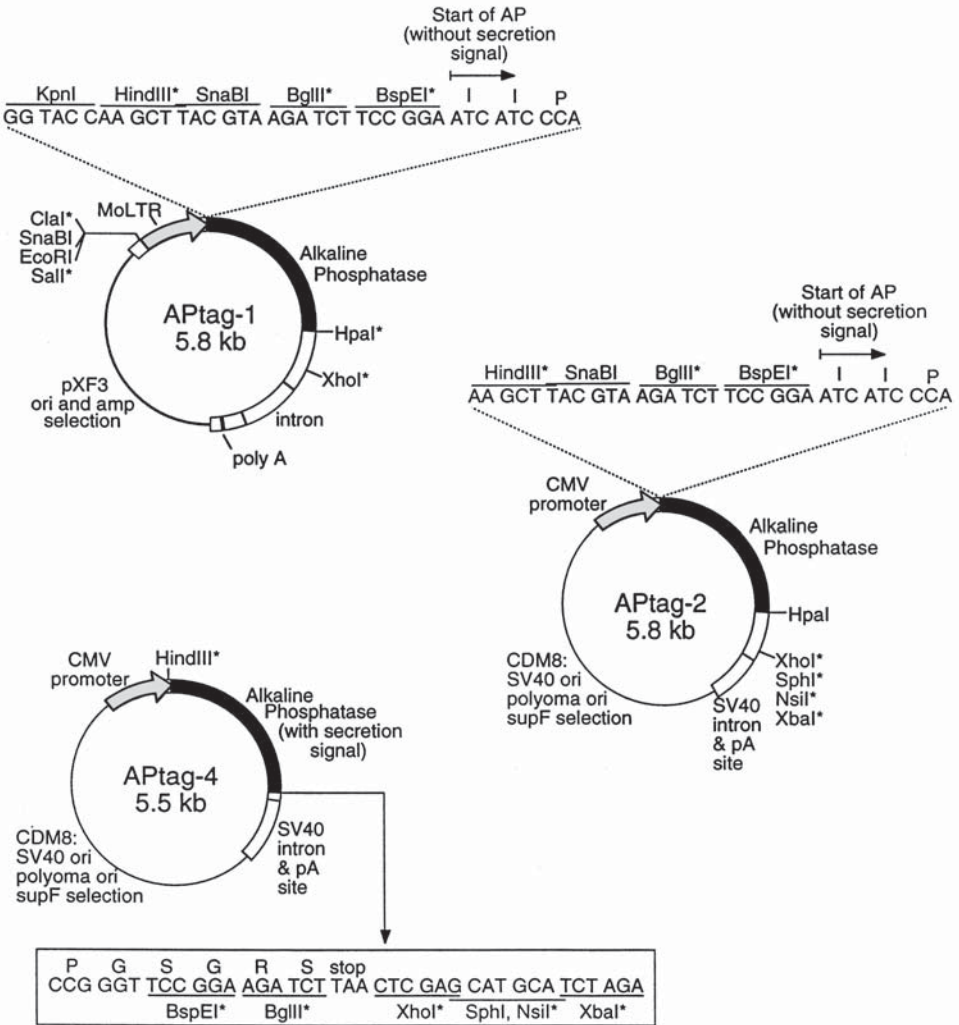 Start of AP
(without secretion
signal)
KpnI HindIII* SnaBI BglII* BspEI* I I P
GG TACC CAA GCT TAC GTA AGA TCT TCC GGA ATC ATC CCA
ClaI*
SnaBI
EcoRI
SalI*
MoLTR
Alkaline
Phosphatase
APtag-1
5.8 kb
HpaI*
XhoI*
pXF3
ori and amp
selection
intron
poly A
Start of AP
(without secretion
signal)
HindIII* SnaBI BglII* BspEI* I I P
AA GCT TAC GTA AGA TCT TCC GGA ATC ATC CCA
CMV
promoter
Alkaline
Phosphatase
APtag-2
5.8 kb
HpaI
XhoI*
SphI*
NsiI*
XbaI*
CDM8:
SV40 ori
polyoma ori
supF selection
SV40
intron
& pA
site
CMV
promoter
HindIII*
Alkaline
Phosphatase
(with secretion
signal)
APtag-4
5.5 kb
CDM8:
SV40 ori
polyoma ori
supF selection
SV40
intron
& pA
site
P G S G R S stop
CCG GGT TCC GGA AGA TCT TAA CTC GAG CAT GCA TCT AGA
BspEI* BglII* XhoI* SphI, NsiI* XbaI*